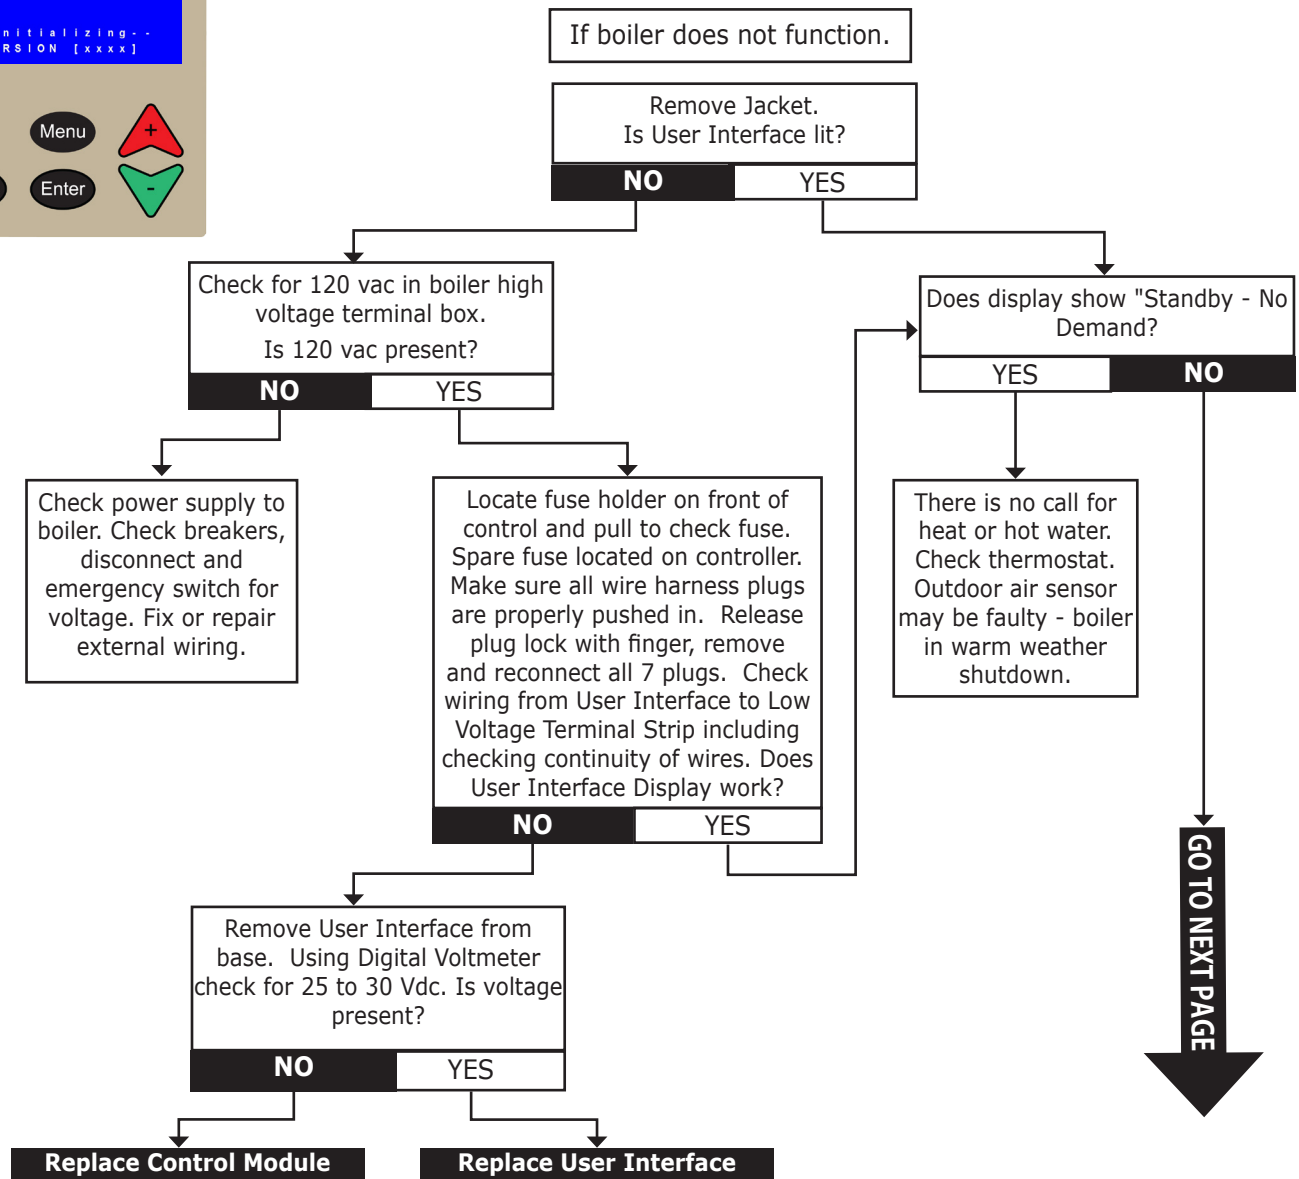 nitializing--
RSION [xxxx]
Menu
+
Enter
-
If boiler does not function.
Remove Jacket.
Is User Interface lit?
NO
YES
Check for 120 vac in boiler high
voltage terminal box.
Is 120 vac present?
NO
YES
Does display show "Standby - No
Demand?
YES
NO
Check power supply to
boiler. Check breakers,
disconnect and
emergency switch for
voltage. Fix or repair
external wiring.
Locate fuse holder on front of
control and pull to check fuse.
Spare fuse located on controller.
Make sure all wire harness plugs
are properly pushed in.  Release
plug lock with finger, remove
and reconnect all 7 plugs.  Check
wiring from User Interface to Low
Voltage Terminal Strip including
checking continuity of wires. Does
User Interface Display work?
NO
YES
There is no call for
heat or hot water.
Check thermostat.
Outdoor air sensor
may be faulty - boiler
in warm weather
shutdown.
GO TO NEXT PAGE
Remove User Interface from
base.  Using Digital Voltmeter
check for 25 to 30 Vdc. Is voltage
present?
NO
YES
Replace Control Module
Replace User Interface